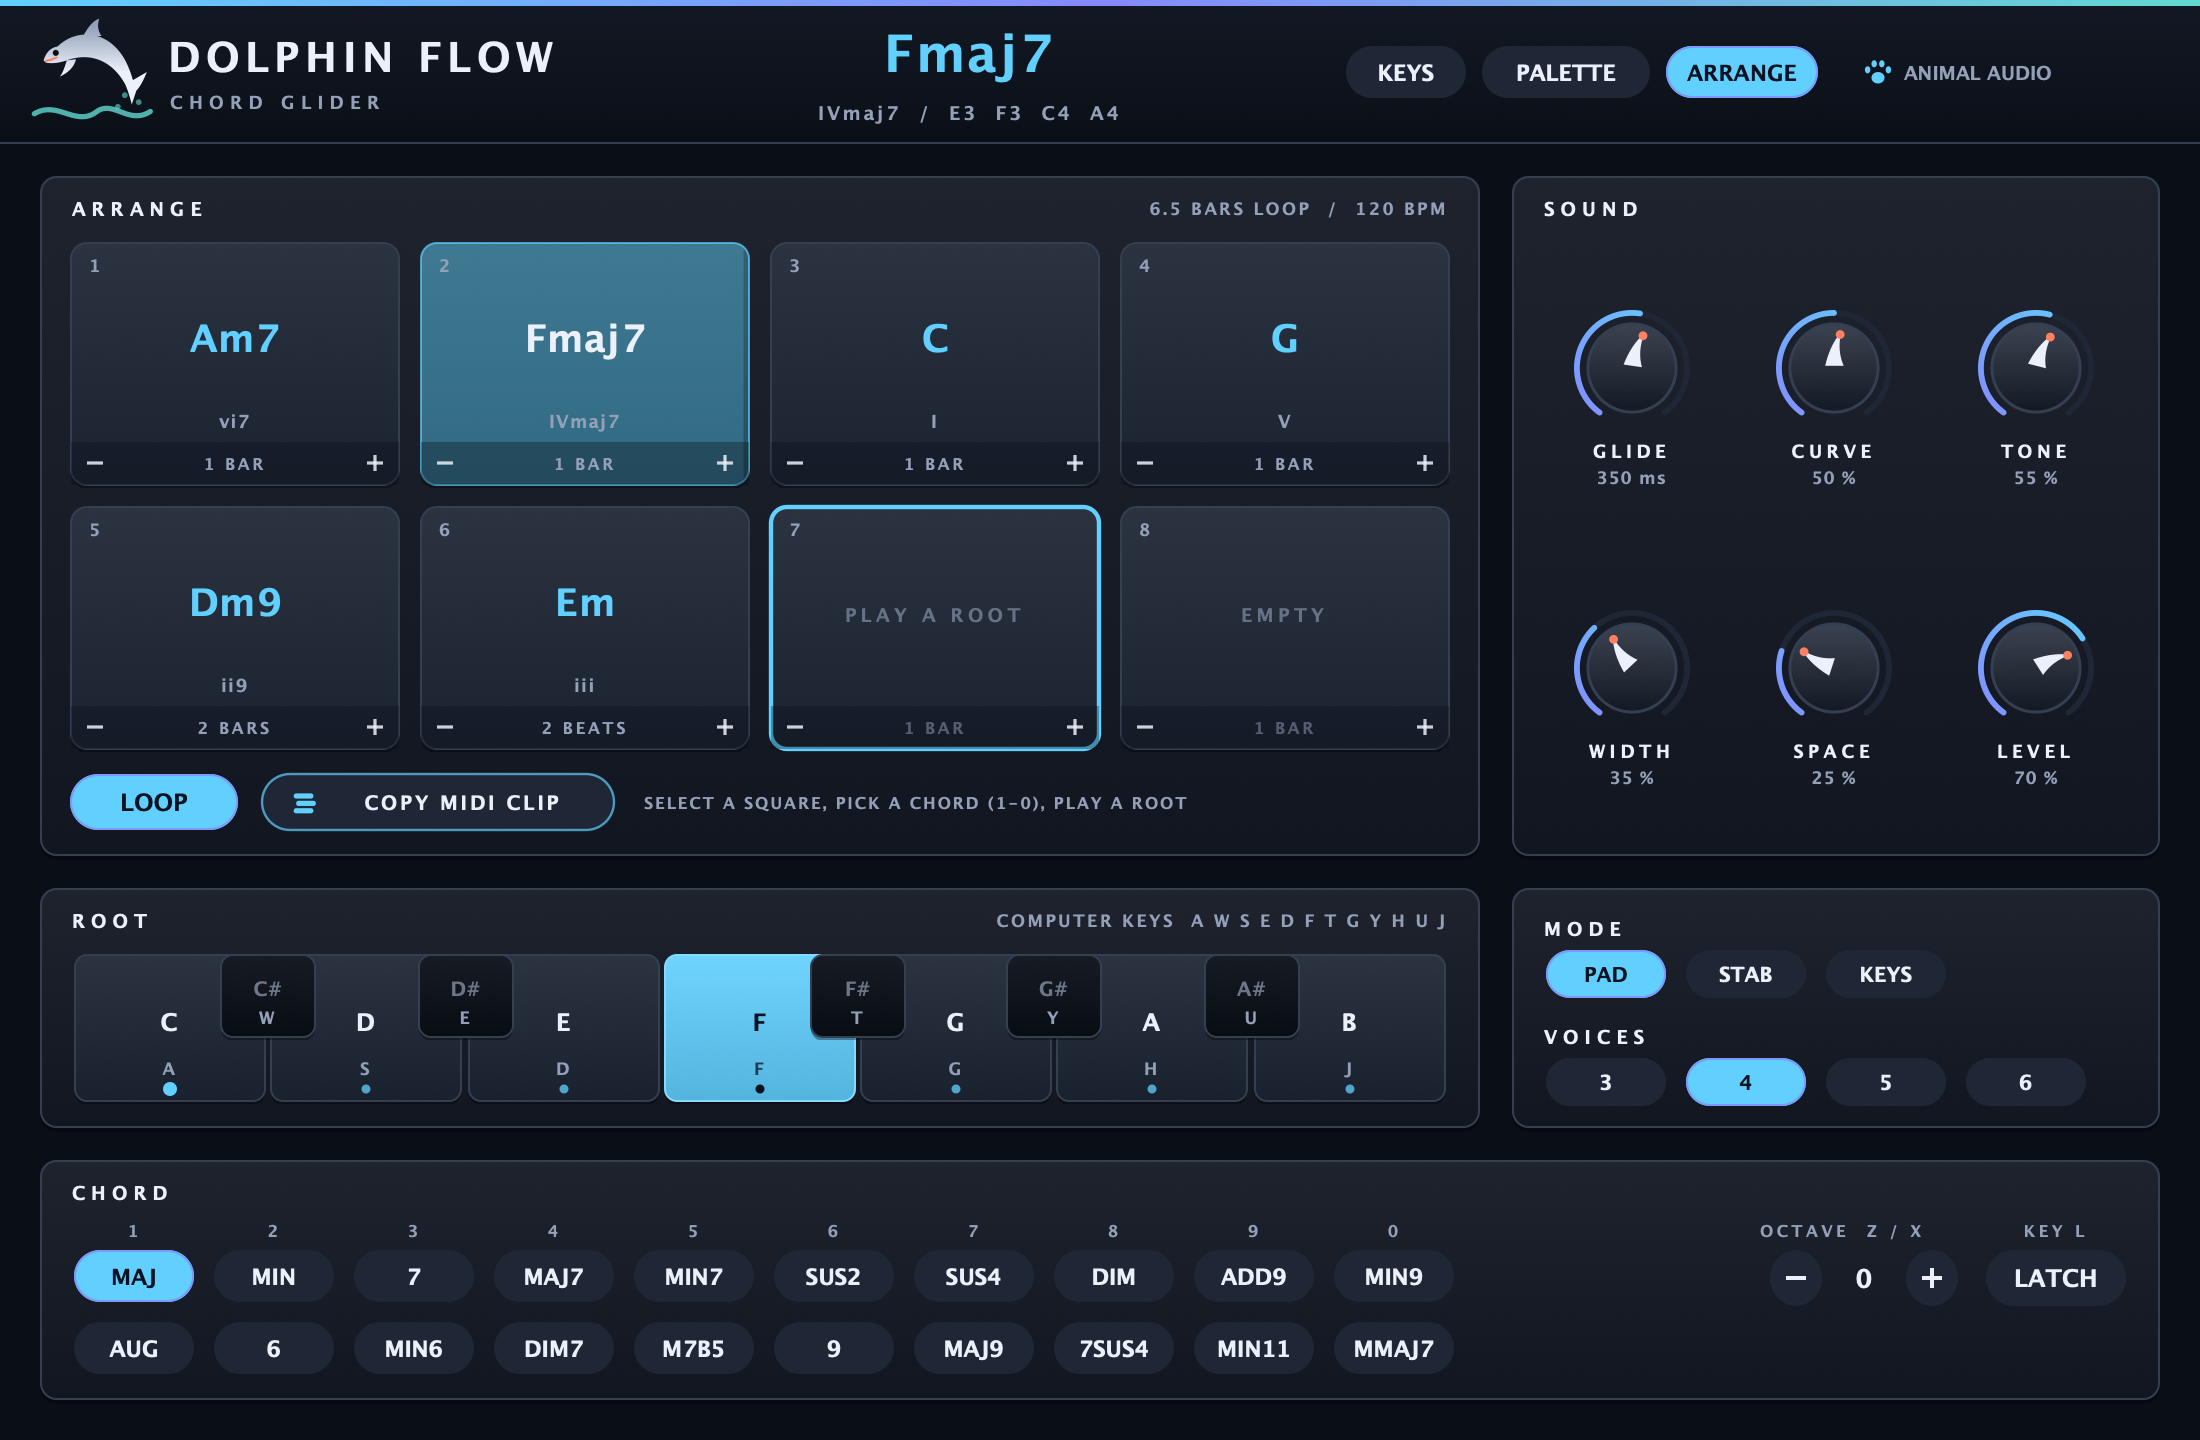 DOLPHIN FLOW
CHORD GLIDER
Fmaj7
IVmaj7 / E3 F3 C4 A4
KEYS PALETTE ARRANGE ANIMAL AUDIO
ARRANGE 6.5 BARS LOOP / 120 BPM
1 2 3 4
Am7 Fmaj7 C G
vi7 IVmaj7 I V
− 1 BAR + − 1 BAR + − 1 BAR + − 1 BAR +
5 6 7 8
Dm9 Em PLAY A ROOT EMPTY
ii9 iii
− 2 BARS + − 2 BEATS + − 1 BAR + − 1 BAR +
LOOP COPY MIDI CLIP SELECT A SQUARE, PICK A CHORD (1–0), PLAY A ROOT
SOUND
GLIDE CURVE TONE
350 ms 50 % 55 %
WIDTH SPACE LEVEL
35 % 25 % 70 %
ROOT COMPUTER KEYS A W S E D F T G Y H U J
C# D# F# G# A#
W E T Y U
C D E F G A B
A S D F G H J
MODE
PAD STAB KEYS
VOICES
3 4 5 6
CHORD
1 2 3 4 5 6 7 8 9 0
MAJ MIN 7 MAJ7 MIN7 SUS2 SUS4 DIM ADD9 MIN9
AUG 6 MIN6 DIM7 M7B5 9 MAJ9 7SUS4 MIN11 MMAJ7
OCTAVE Z / X KEY L
− 0 + LATCH